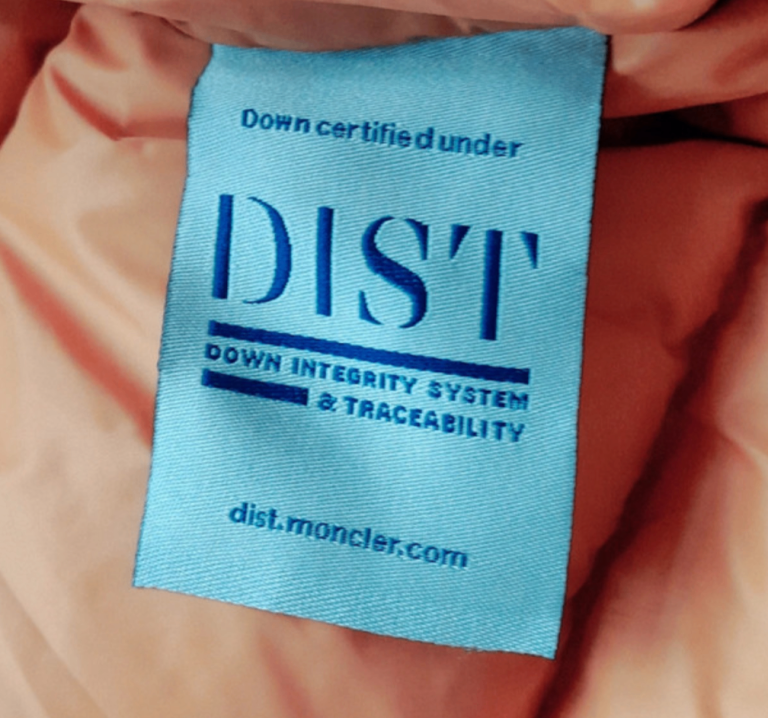 Down certified under
DIST
DOWN INTEGRITY SYSTEM
& TRACEABILITY
dist.moncler.com